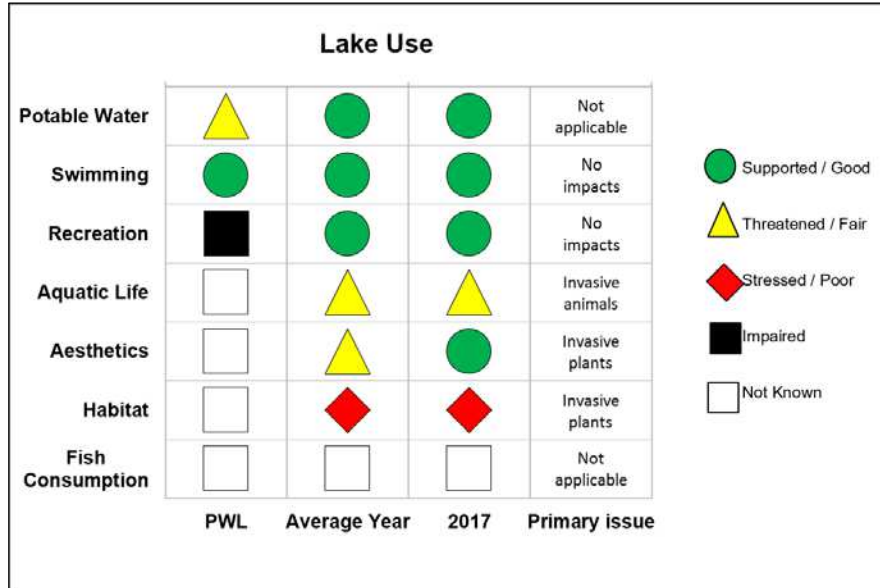 Lake Use
Potable Water
Not
applicable
Swimming
No
impacts
Recreation
No
impacts
Aquatic Life
Invasive
animals
Aesthetics
Invasive
plants
Habitat
Invasive
plants
Fish
Consumption
Not
applicable
PWL
Average Year
2017
Primary issue
Supported / Good
Threatened / Fair
Stressed / Poor
Impaired
Not Known